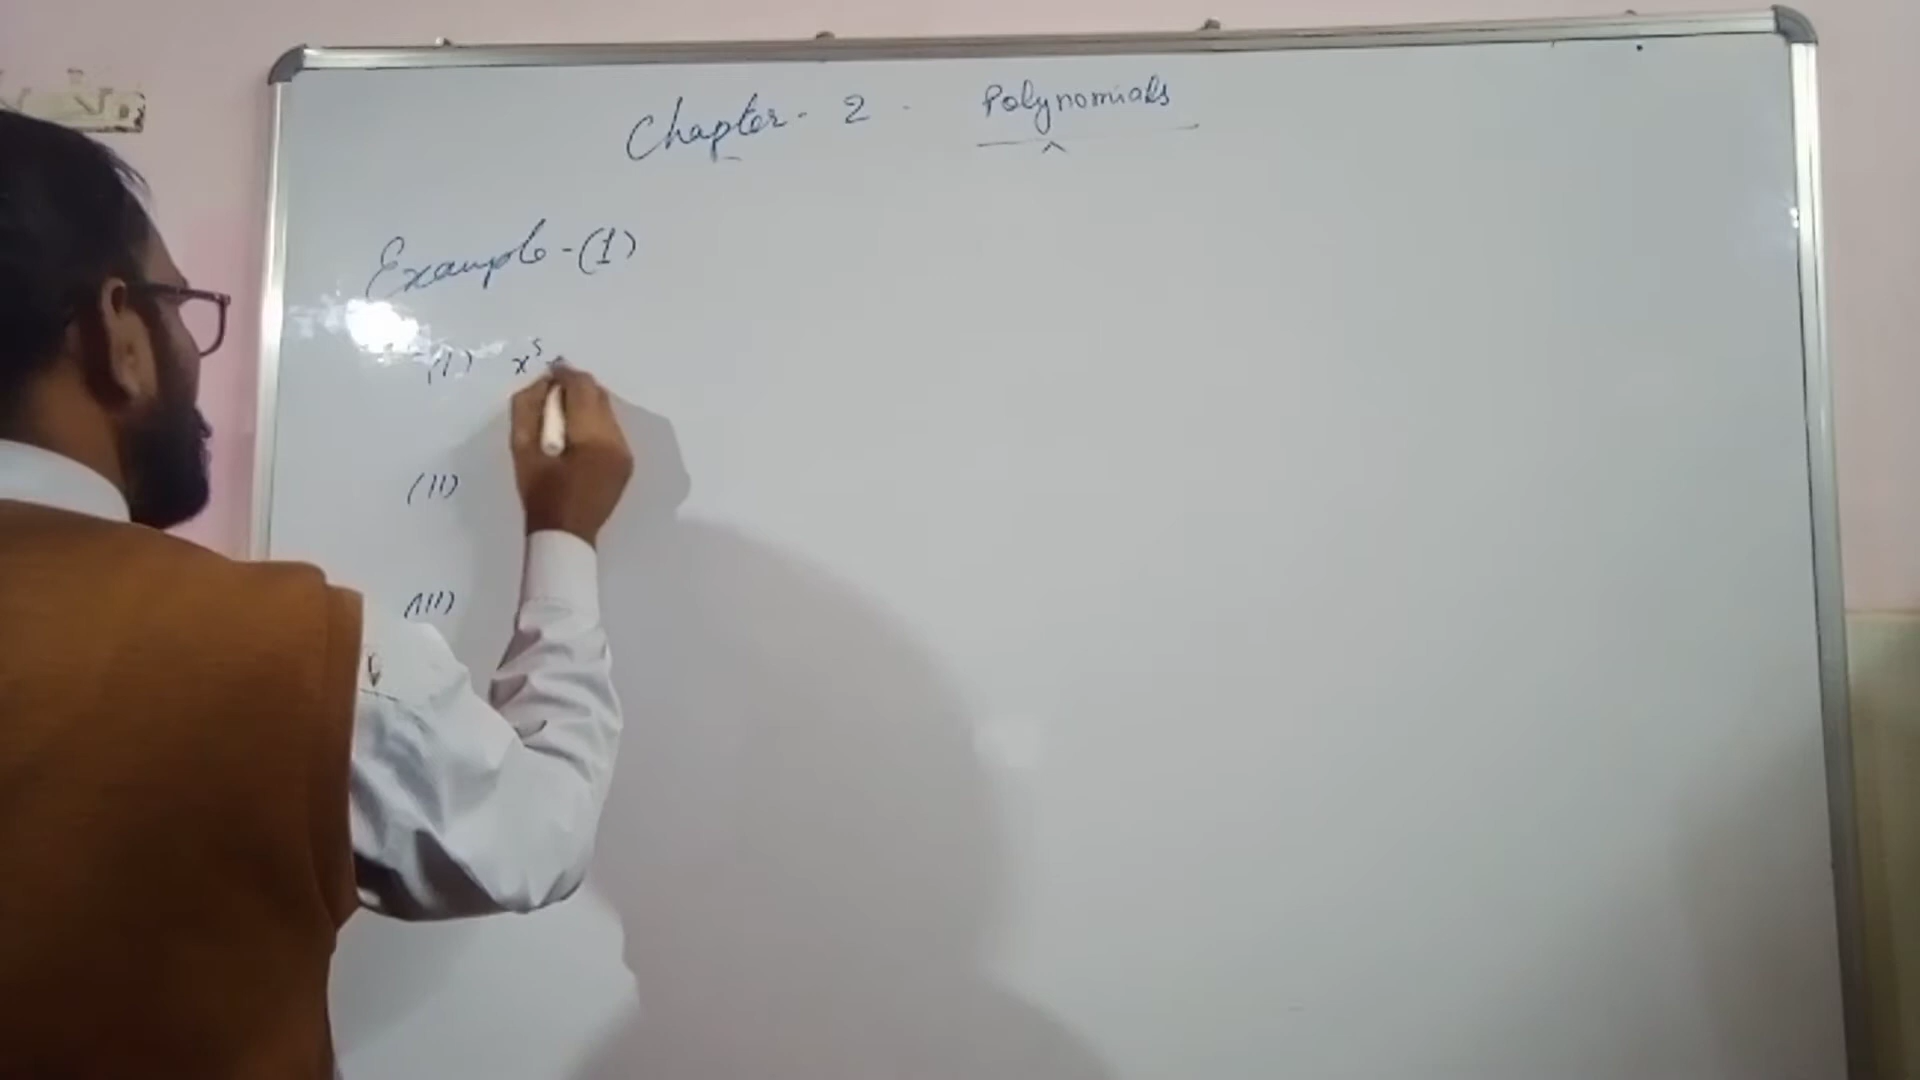 Chapter - 2 . Polynomials
Example - (1)
(I) x⁵ -
(II)
(III)